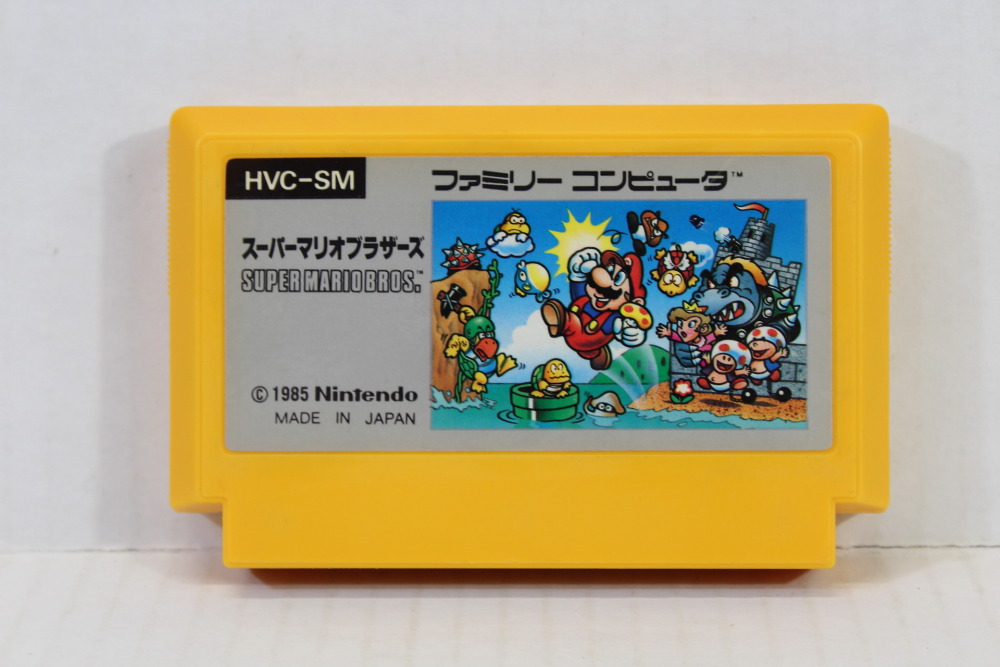 HVC-SM
ファミリー コンピュータ™
スーパーマリオブラザーズ
SUPER MARIO BROS.™
© 1985 Nintendo
MADE IN JAPAN